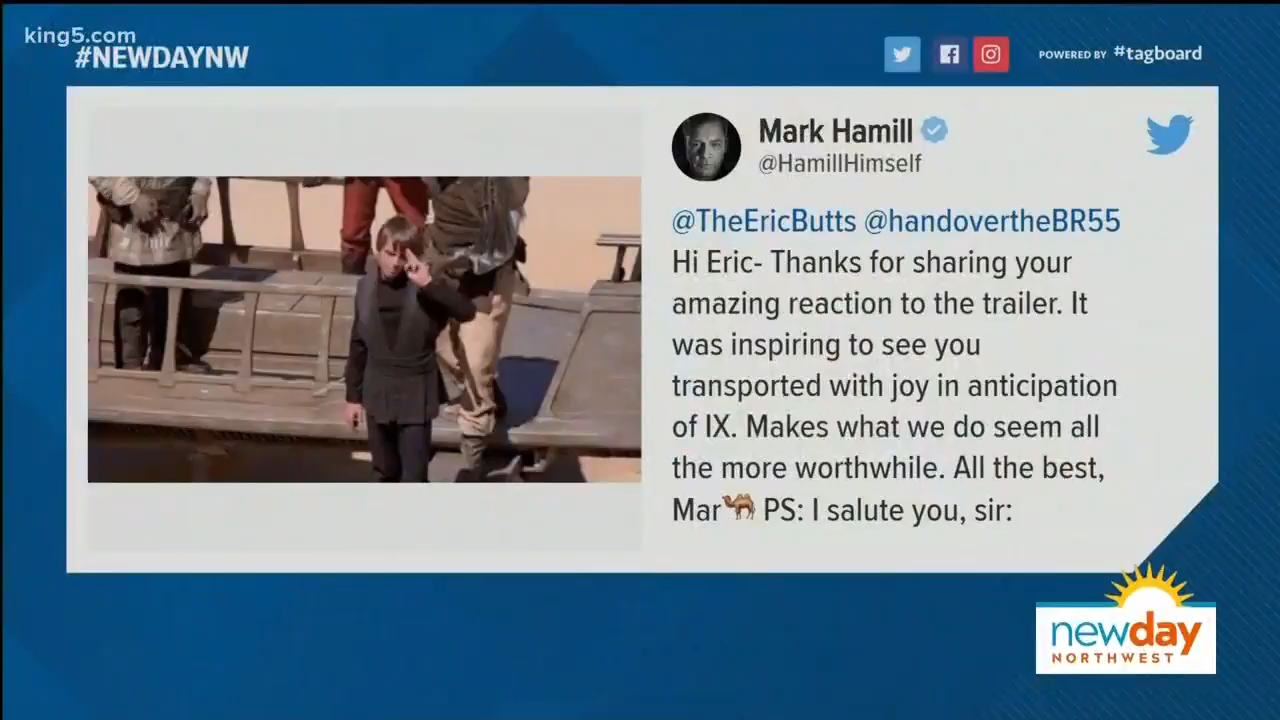 king5.com
#NEWDAYNW
POWERED BY #tagboard
Mark Hamill
@HamillHimself
@TheEricButts @handovertheBR55
Hi Eric- Thanks for sharing your
amazing reaction to the trailer. It
was inspiring to see you
transported with joy in anticipation
of IX. Makes what we do seem all
the more worthwhile. All the best,
Mar🐫 PS: I salute you, sir:
newday
NORTHWEST